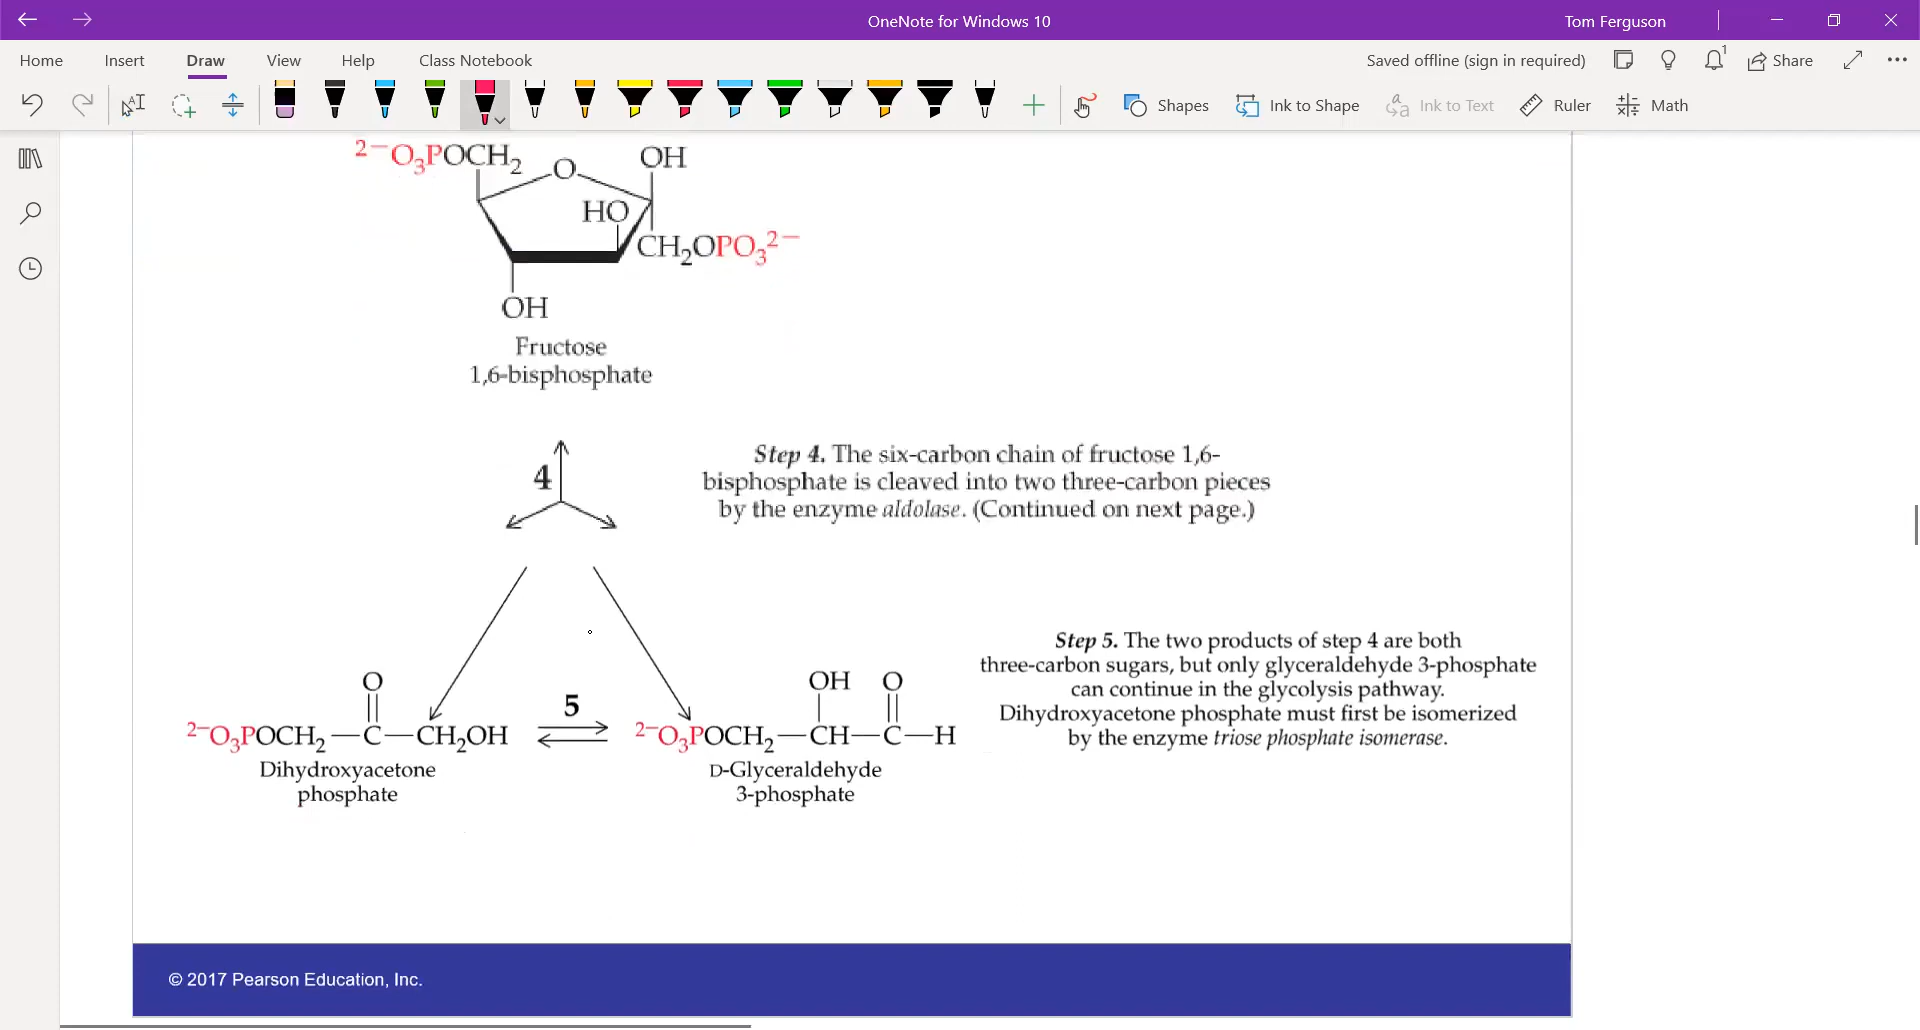 OneNote for Windows 10
Tom Ferguson
Home Insert Draw View Help Class Notebook
Saved offline (sign in required) 1 Share
Shapes Ink to Shape Ink to Text Ruler Math
2−O3POCH2 O OH
HO
CH2OPO3 2−
OH
Fructose
1,6-bisphosphate
4
Step 4. The six-carbon chain of fructose 1,6-
bisphosphate is cleaved into two three-carbon pieces
by the enzyme aldolase. (Continued on next page.)
Step 5. The two products of step 4 are both
three-carbon sugars, but only glyceraldehyde 3-phosphate
can continue in the glycolysis pathway.
Dihydroxyacetone phosphate must first be isomerized
by the enzyme triose phosphate isomerase.
O
2−O3POCH2—C—CH2OH
Dihydroxyacetone
phosphate
5
OH O
2−O3POCH2—CH—C—H
D-Glyceraldehyde
3-phosphate
© 2017 Pearson Education, Inc.